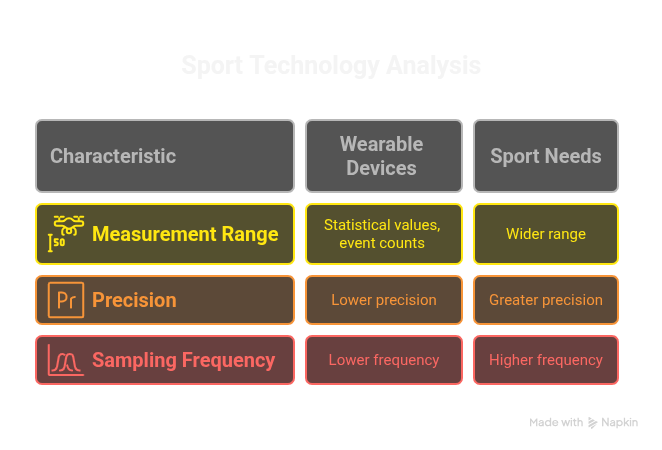 Sport Technology Analysis
Characteristic
Wearable
Devices
Sport Needs
50
Measurement Range
Statistical values,
event counts
Wider range
Pr
Precision
Lower precision
Greater precision
Sampling Frequency
Lower frequency
Higher frequency
Made with Napkin